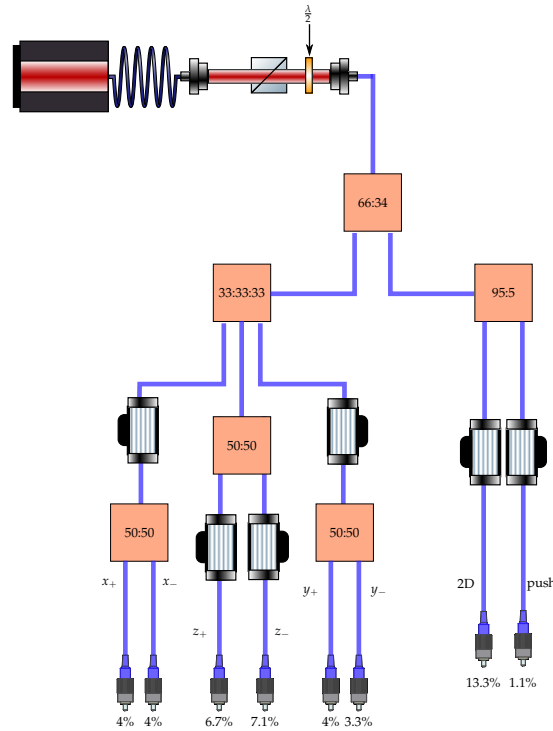 λ/2
66:34
33:33:33
95:5
50:50
50:50
50:50
x₊ x₋
y₊ y₋
2D push
z₊ z₋
13.3% 1.1%
4% 4% 6.7% 7.1% 4% 3.3%